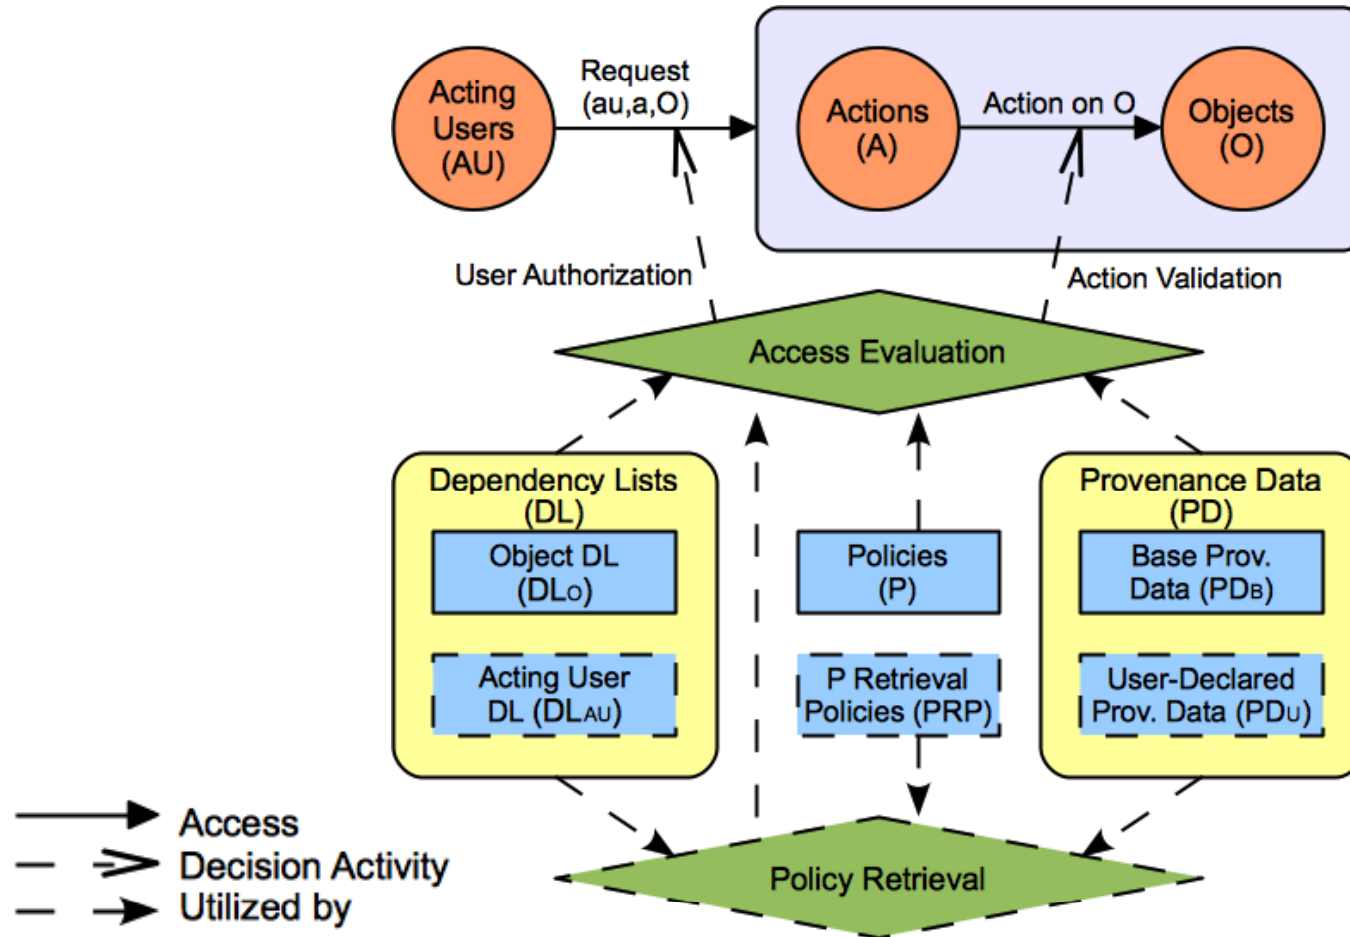 Acting
Users
(AU)
Request
(au,a,O)
Actions
(A)
Action on O
Objects
(O)
User Authorization
Action Validation
Access Evaluation
Dependency Lists
(DL)
Object DL
(DLO)
Acting User
DL (DLAU)
Policies
(P)
P Retrieval
Policies (PRP)
Provenance Data
(PD)
Base Prov.
Data (PDB)
User-Declared
Prov. Data (PDU)
Policy Retrieval
Access
Decision Activity
Utilized by